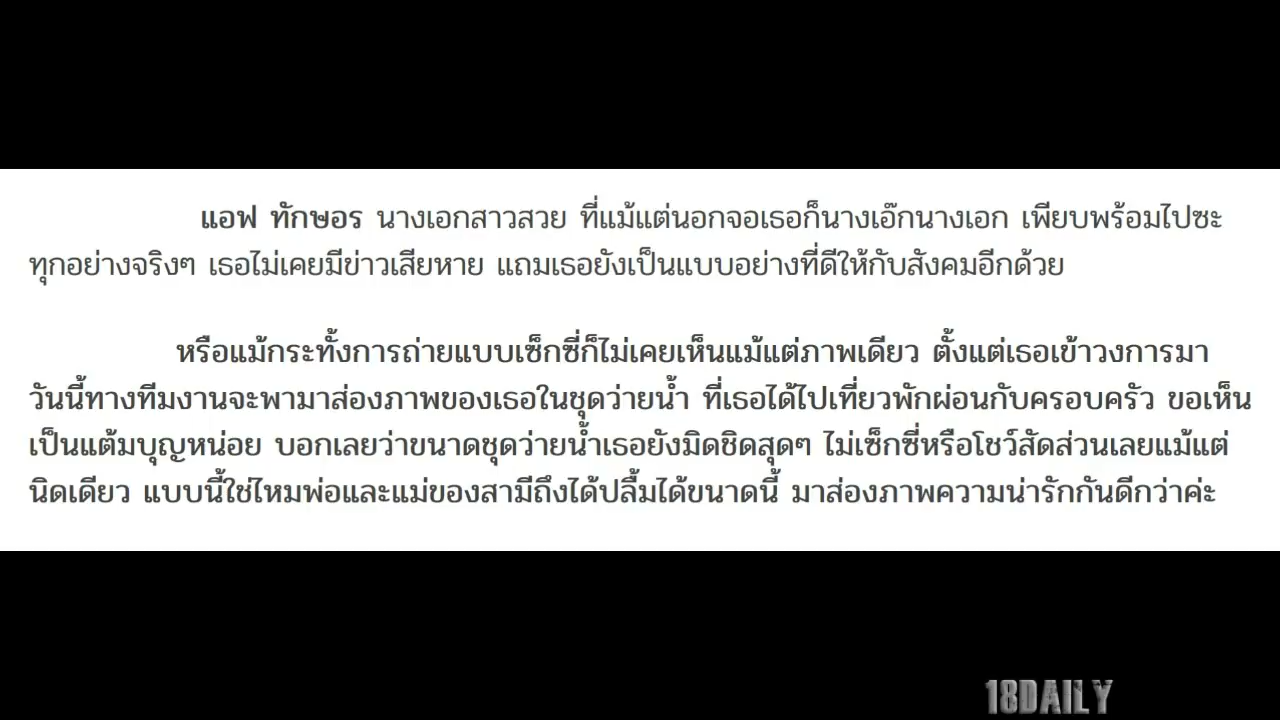 แอฟ ทักษอร นางเอกสาวสวย ที่แม้แต่นอกจอเธอก็นางเอ๊กนางเอก เพียบพร้อมไปซะ
ทุกอย่างจริงๆ เธอไม่เคยมีข่าวเสียหาย แถมเธอยังเป็นแบบอย่างที่ดีให้กับสังคมอีกด้วย
หรือแม้กระทั้งการถ่ายแบบเซ็กซี่ก็ไม่เคยเห็นแม้แต่ภาพเดียว ตั้งแต่เธอเข้าวงการมา
วันนี้ทางทีมงานจะพามาส่องภาพของเธอในชุดว่ายน้ำ ที่เธอได้ไปเที่ยวพักผ่อนกับครอบครัว ขอเห็น
เป็นแต้มบุญหน่อย บอกเลยว่าขนาดชุดว่ายน้ำเธอยังมิดชิดสุดๆ ไม่เซ็กซี่หรือโชว์สัดส่วนเลยแม้แต่
นิดเดียว แบบนี้ใช่ไหมพ่อและแม่ของสามีถึงได้ปลื้มได้ขนาดนี้ มาส่องภาพความน่ารักกันดีกว่าค่ะ
18DAILY